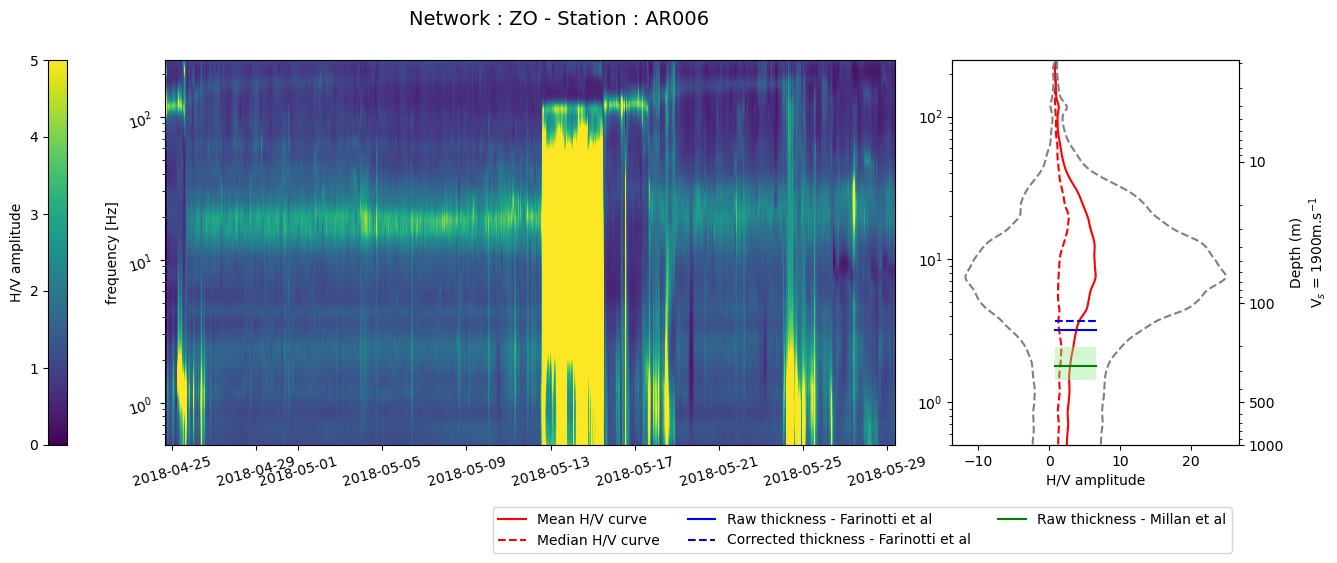 Network : ZO - Station : AR006
5
4
3
2
1
0
H/V amplitude
10²
10¹
10⁰
frequency [Hz]
2018-04-25
2018-04-29
2018-05-01
2018-05-05
2018-05-09
2018-05-13
2018-05-17
2018-05-21
2018-05-25
2018-05-29
10²
10¹
10⁰
−10
0
10
20
H/V amplitude
10
100
500
1000
Depth (m)
Vₛ = 1900m.s⁻¹
Mean H/V curve
Median H/V curve
Raw thickness - Farinotti et al
Corrected thickness - Farinotti et al
Raw thickness - Millan et al